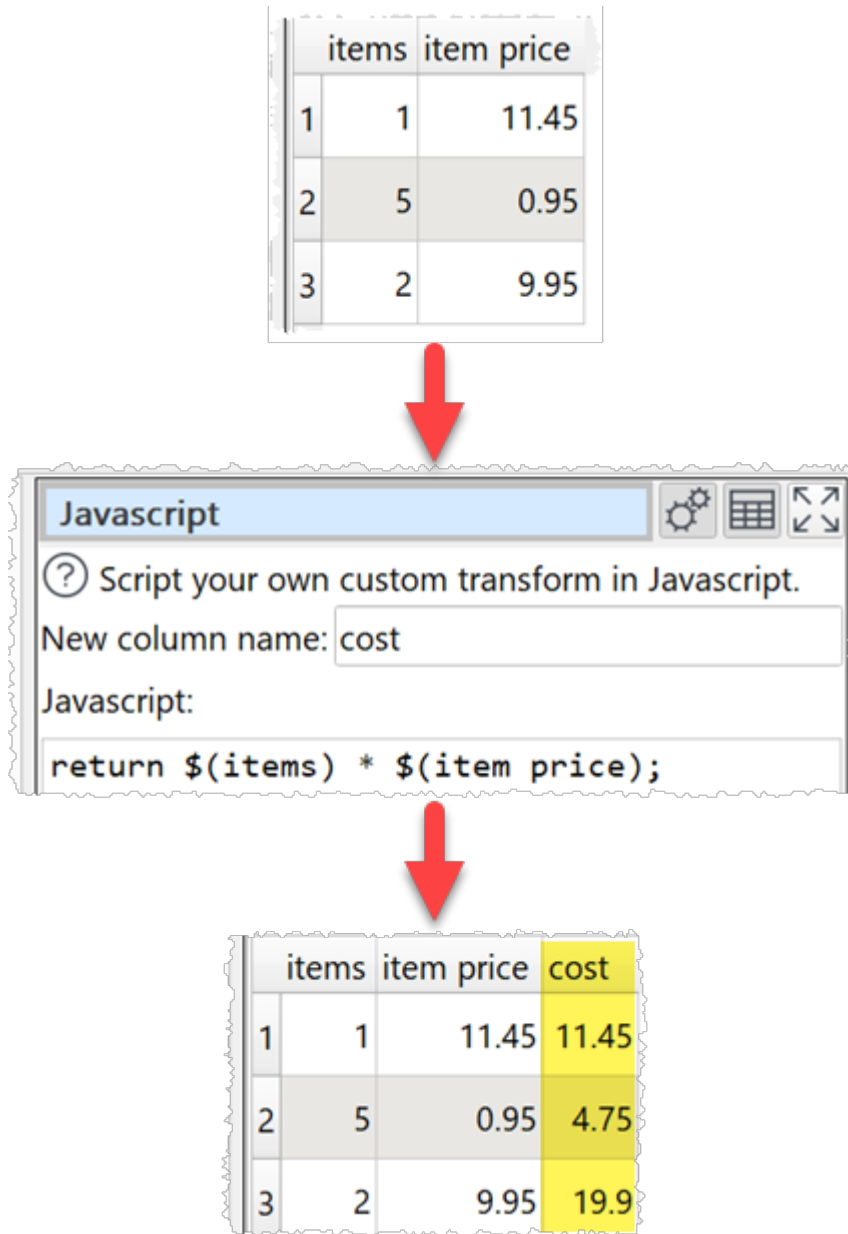 items item price
1 1 11.45
2 5 0.95
3 2 9.95
Javascript
? Script your own custom transform in Javascript.
New column name: cost
Javascript:
return $(items) * $(item price);
items item price cost
1 1 11.45 11.45
2 5 0.95 4.75
3 2 9.95 19.9